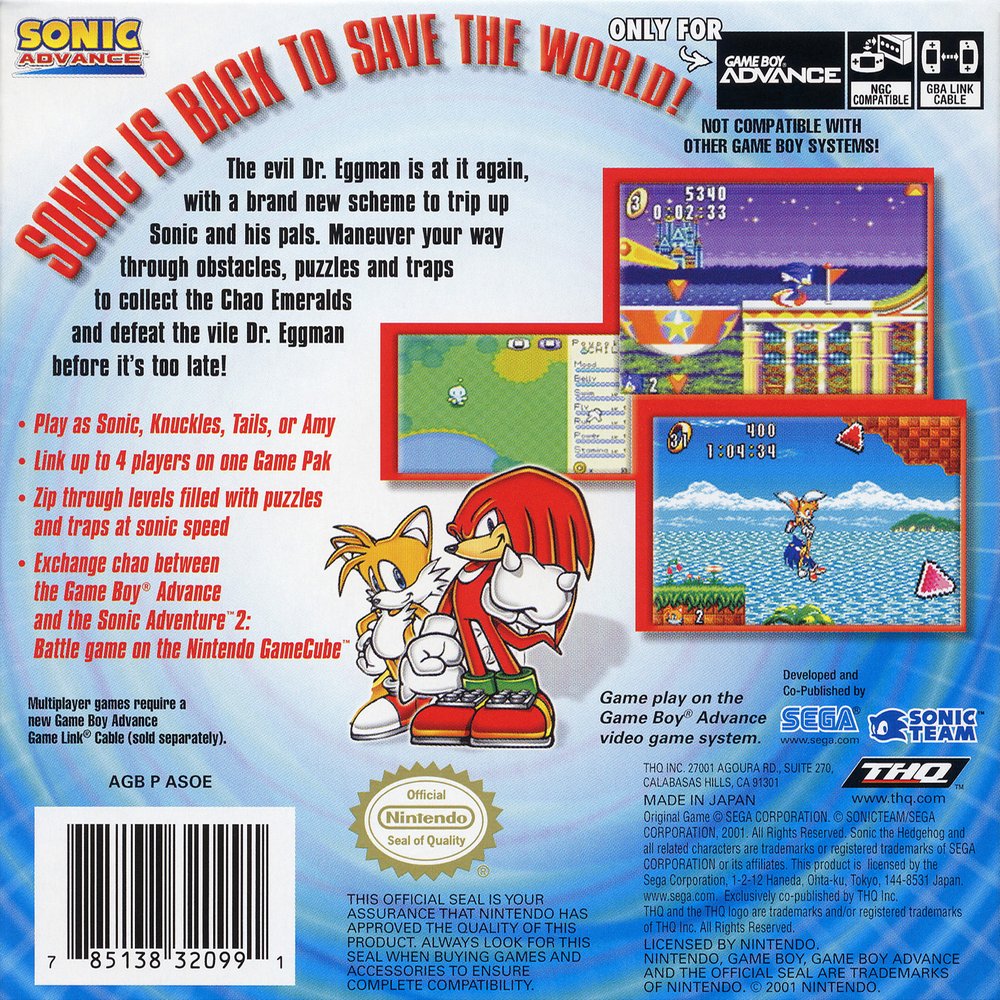 SONIC
ADVANCE™
SONIC IS BACK TO SAVE THE WORLD!
ONLY FOR
GAME BOY
ADVANCE
NGC
COMPATIBLE
GBA LINK
CABLE
NOT COMPATIBLE WITH
OTHER GAME BOY SYSTEMS!
The evil Dr. Eggman is at it again,
with a brand new scheme to trip up
Sonic and his pals. Maneuver your way
through obstacles, puzzles and traps
to collect the Chao Emeralds
and defeat the vile Dr. Eggman
before it's too late!
3
5340
0:02:33
2
Mood
Belly
Swim
Fly
Run
Power
Stamina
31
400
1:04:34
2
• Play as Sonic, Knuckles, Tails, or Amy
• Link up to 4 players on one Game Pak
• Zip through levels filled with puzzles
and traps at sonic speed
• Exchange chao between
the Game Boy® Advance
and the Sonic Adventure™2:
Battle game on the Nintendo GameCube™
Multiplayer games require a
new Game Boy Advance
Game Link® Cable (sold separately).
AGB P ASOE
7 85138 32099 1
Official
Nintendo
Seal of Quality
®
THIS OFFICIAL SEAL IS YOUR
ASSURANCE THAT NINTENDO HAS
APPROVED THE QUALITY OF THIS
PRODUCT. ALWAYS LOOK FOR THIS
SEAL WHEN BUYING GAMES AND
ACCESSORIES TO ENSURE
COMPLETE COMPATIBILITY.
Game play on the
Game Boy® Advance
video game system.
Developed and
Co-Published by
SEGA®
www.sega.com
SONIC
TEAM™
THQ INC. 27001 AGOURA RD., SUITE 270,
CALABASAS HILLS, CA 91301
THQ™
www.thq.com
MADE IN JAPAN
Original Game © SEGA CORPORATION. © SONICTEAM/SEGA
CORPORATION, 2001. All Rights Reserved. Sonic the Hedgehog and
all related characters are trademarks or registered trademarks of SEGA
CORPORATION or its affiliates. This product is licensed by the
Sega Corporation, 1-2-12 Haneda, Ohta-ku, Tokyo, 144-8531 Japan.
www.sega.com. Exclusively co-published by THQ Inc.
THQ and the THQ logo are trademarks and/or registered trademarks
of THQ Inc. All Rights Reserved.
LICENSED BY NINTENDO.
NINTENDO, GAME BOY, GAME BOY ADVANCE
AND THE OFFICIAL SEAL ARE TRADEMARKS
OF NINTENDO. © 2001 NINTENDO.